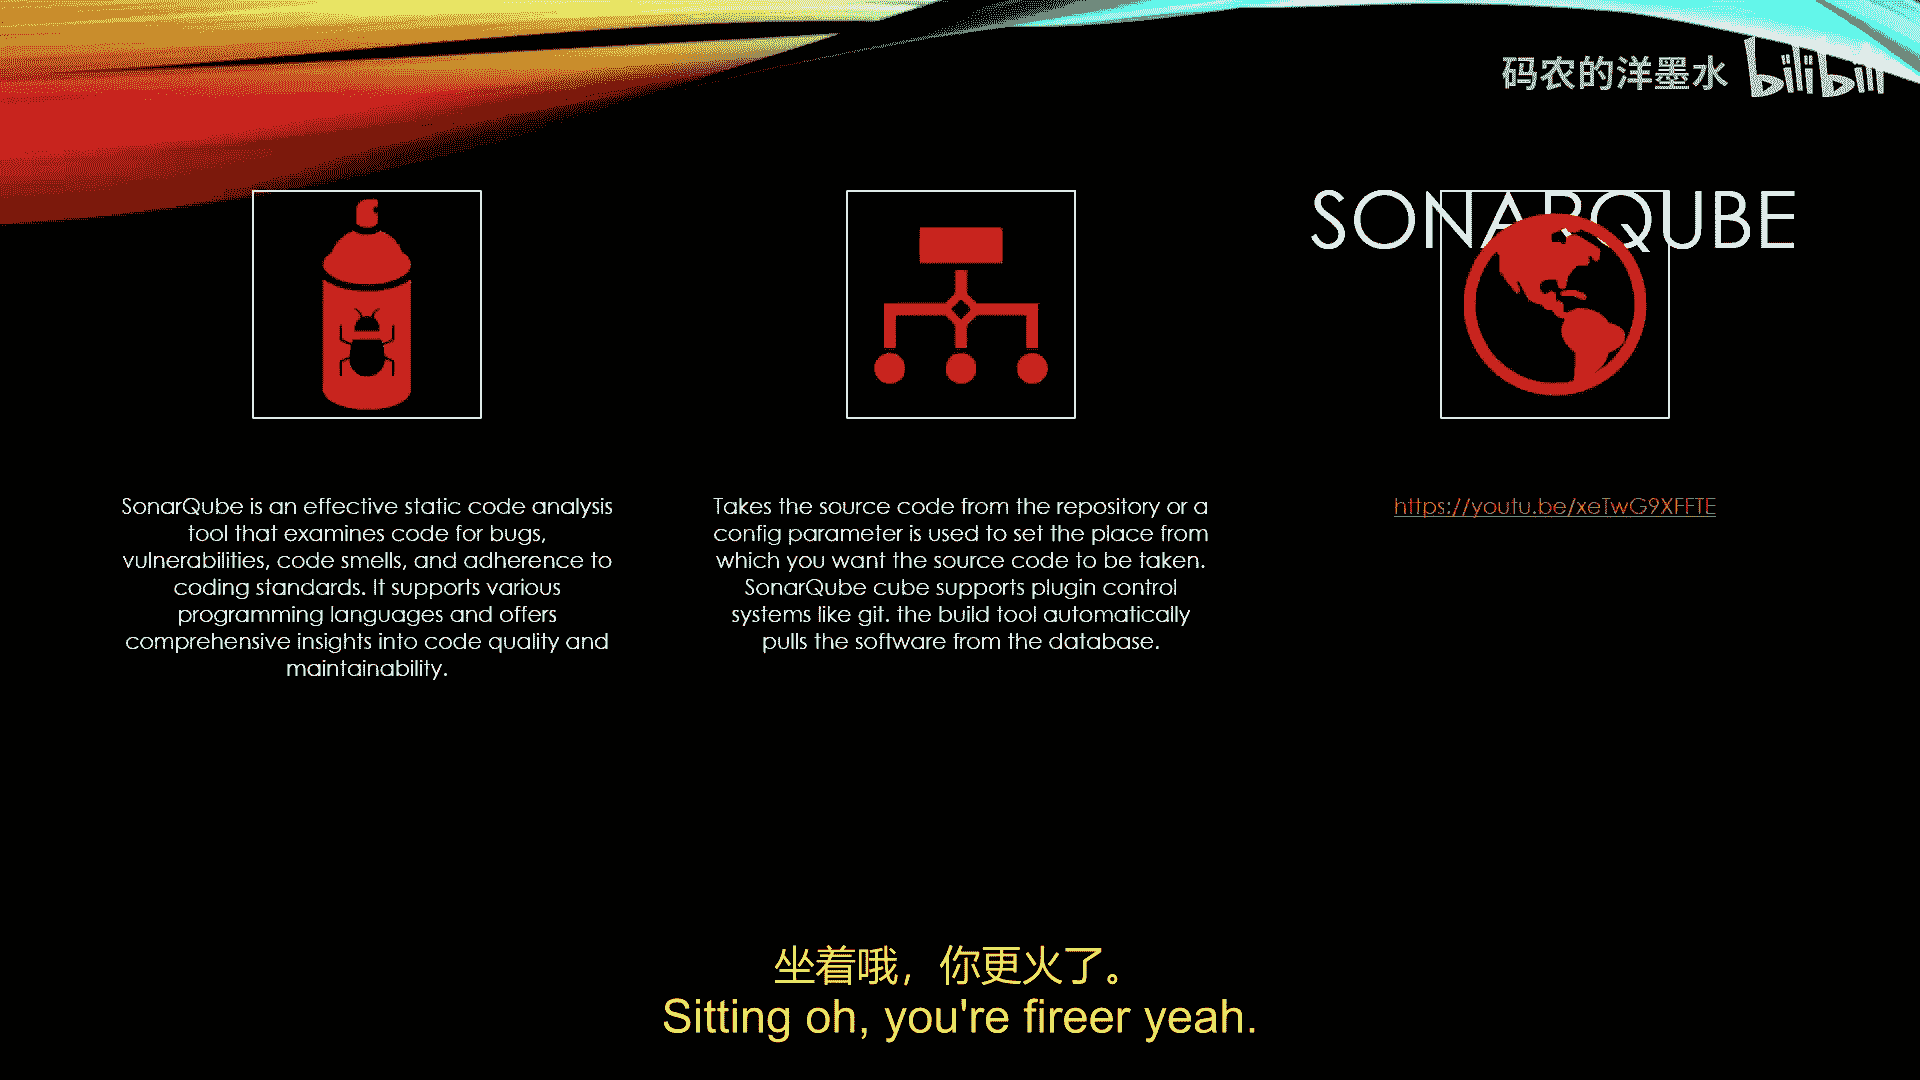 码农的洋墨水 bilibili
SONARQUBE
SonarQube is an effective static code analysis
tool that examines code for bugs,
vulnerabilities, code smells, and adherence to
coding standards. It supports various
programming languages and offers
comprehensive insights into code quality and
maintainability.
Takes the source code from the repository or a
config parameter is used to set the place from
which you want the source code to be taken.
SonarQube cube supports plugin control
systems like git. the build tool automatically
pulls the software from the database.
https://youtu.be/xeTwG9XFFTE
坐着哦，你更火了。
Sitting oh, you're fireer yeah.